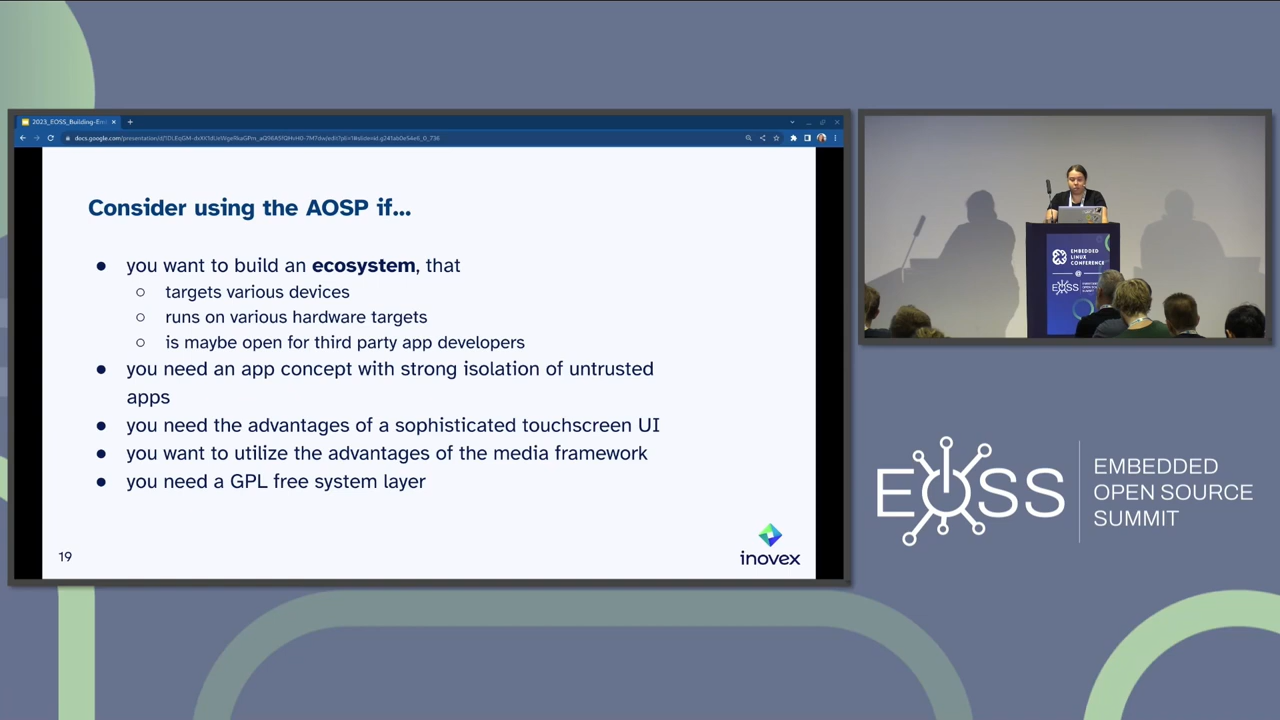 2023_EOSS_Building-Em
Consider using the AOSP if...
● you want to build an ecosystem, that
○ targets various devices
○ runs on various hardware targets
○ is maybe open for third party app developers
● you need an app concept with strong isolation of untrusted
apps
● you need the advantages of a sophisticated touchscreen UI
● you want to utilize the advantages of the media framework
● you need a GPL free system layer
19
inovex
EMBEDDED
LINUX
CONFERENCE
@
EOSS
EOSS
EMBEDDED
OPEN SOURCE
SUMMIT